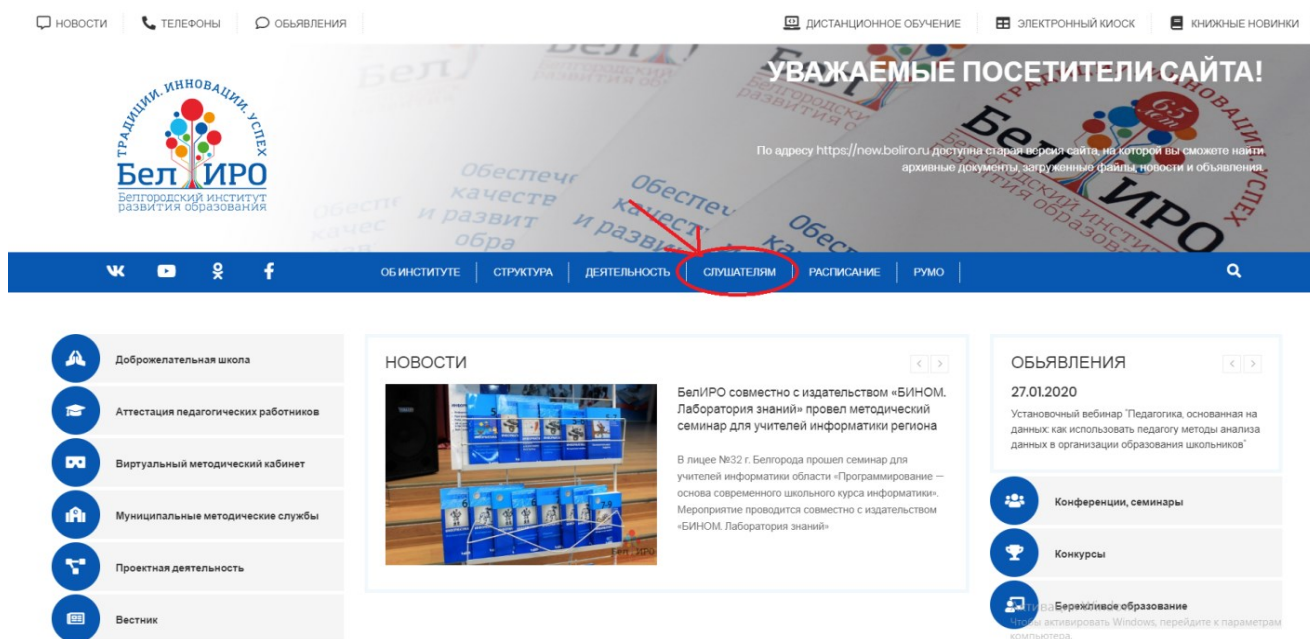 НОВОСТИ
ТЕЛЕФОНЫ
ОБЬЯВЛЕНИЯ
ДИСТАНЦИОННОЕ ОБУЧЕНИЕ
ЭЛЕКТРОННЫЙ КИОСК
КНИЖНЫЕ НОВИНКИ
ТРАДИЦИИ. ИННОВАЦИИ. УСПЕХ
БелИРО
Белгородский институт
развития образования
УВАЖАЕМЫЕ ПОСЕТИТЕЛИ САЙТА!
По адресу https://new.beliro.ru доступна старая версия сайта, на которой вы сможете найти
архивные документы, загруженные файлы, новости и объявления.
65
лет
БелИРО
ОБ ИНСТИТУТЕ
СТРУКТУРА
ДЕЯТЕЛЬНОСТЬ
СЛУШАТЕЛЯМ
РАСПИСАНИЕ
РУМО
Доброжелательная школа
Аттестация педагогических работников
Виртуальный методический кабинет
Муниципальные методические службы
Проектная деятельность
Вестник
НОВОСТИ
БелИРО совместно с издательством «БИНОМ.
Лаборатория знаний» провел методический
семинар для учителей информатики региона
В лицее №32 г. Белгорода прошел семинар для
учителей информатики области «Программирование —
основа современного школьного курса информатики».
Мероприятие проводится совместно с издательством
«БИНОМ. Лаборатория знаний»
ОБЬЯВЛЕНИЯ
27.01.2020
Установочный вебинар "Педагогика, основанная на
данных: как использовать педагогу методы анализа
данных в организации образования школьников"
Конференции, семинары
Конкурсы
Бережливое образование
Активация Windows
Чтобы активировать Windows, перейдите к параметрам
компьютера.